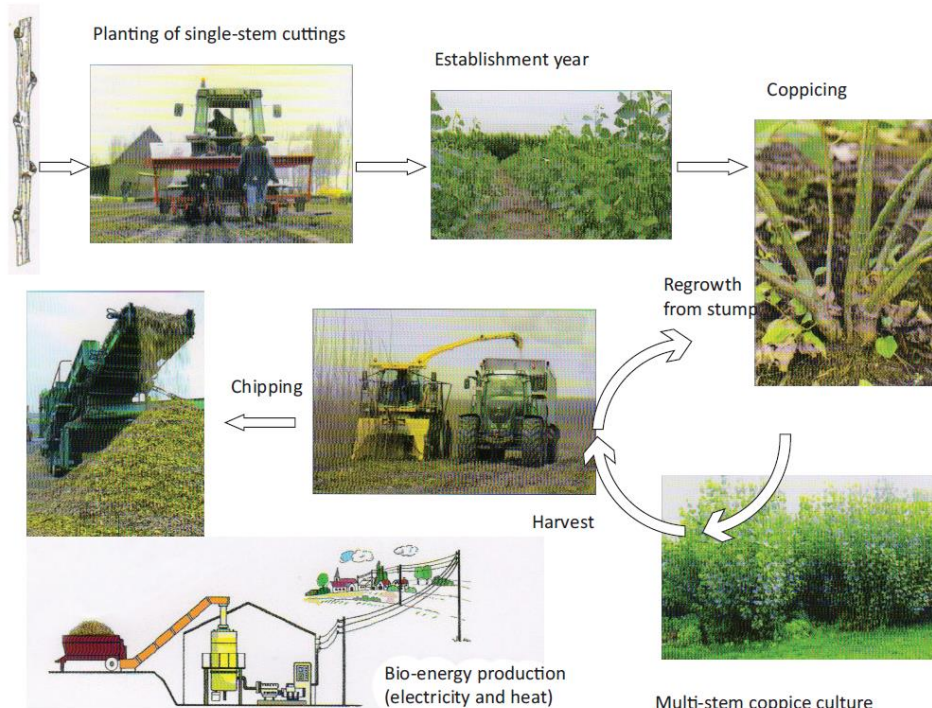 Planting of single-stem cuttings
Establishment year
Coppicing
Regrowth
from stump
Chipping
Harvest
Bio-energy production
(electricity and heat)
Multi-stem coppice culture